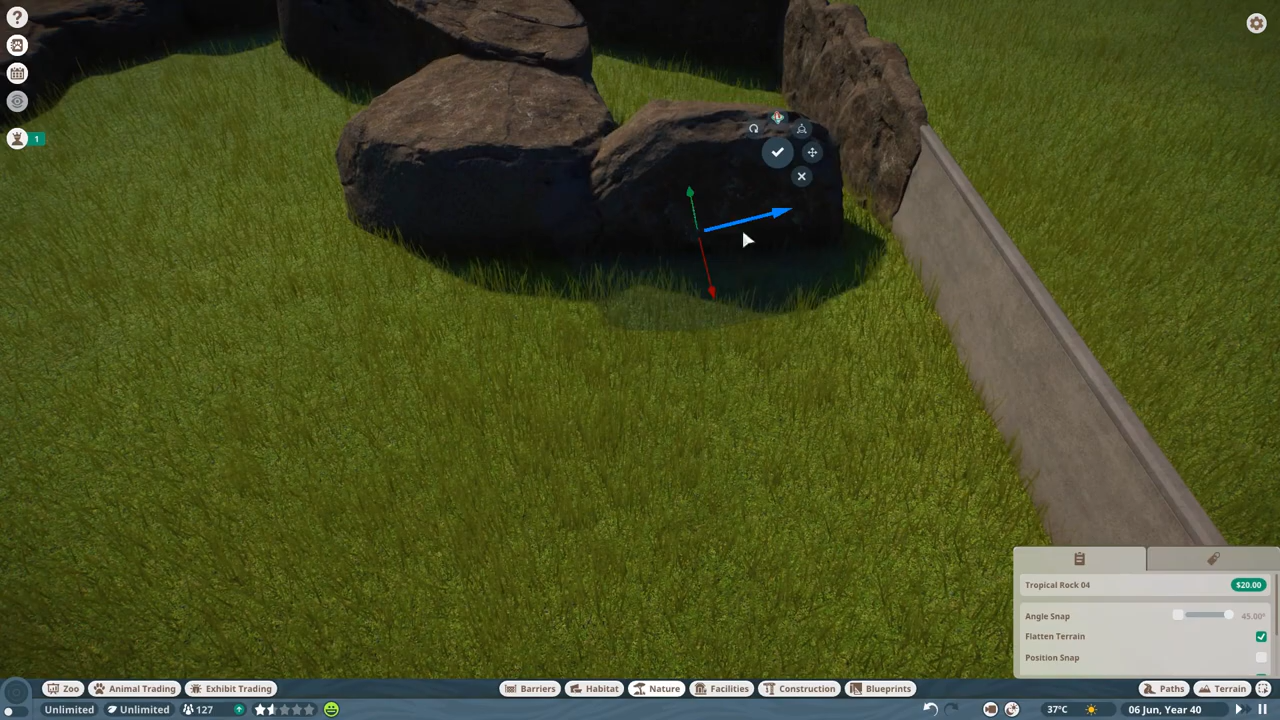 ?
1
Tropical Rock 04 $20.00
Angle Snap 45.00°
Flatten Terrain
Position Snap
Zoo Animal Trading Exhibit Trading Barriers Habitat Nature Facilities Construction Blueprints Paths Terrain
Unlimited Unlimited 127 37°C 06 Jun, Year 40